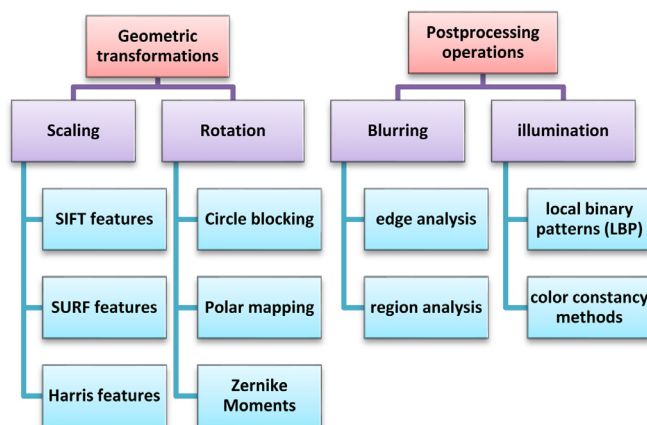 Geometric
transformations
Scaling
Rotation
SIFT features
SURF features
Harris features
Circle blocking
Polar mapping
Zernike
Moments
Postprocessing
operations
Blurring
illumination
edge analysis
region analysis
local binary
patterns (LBP)
color constancy
methods